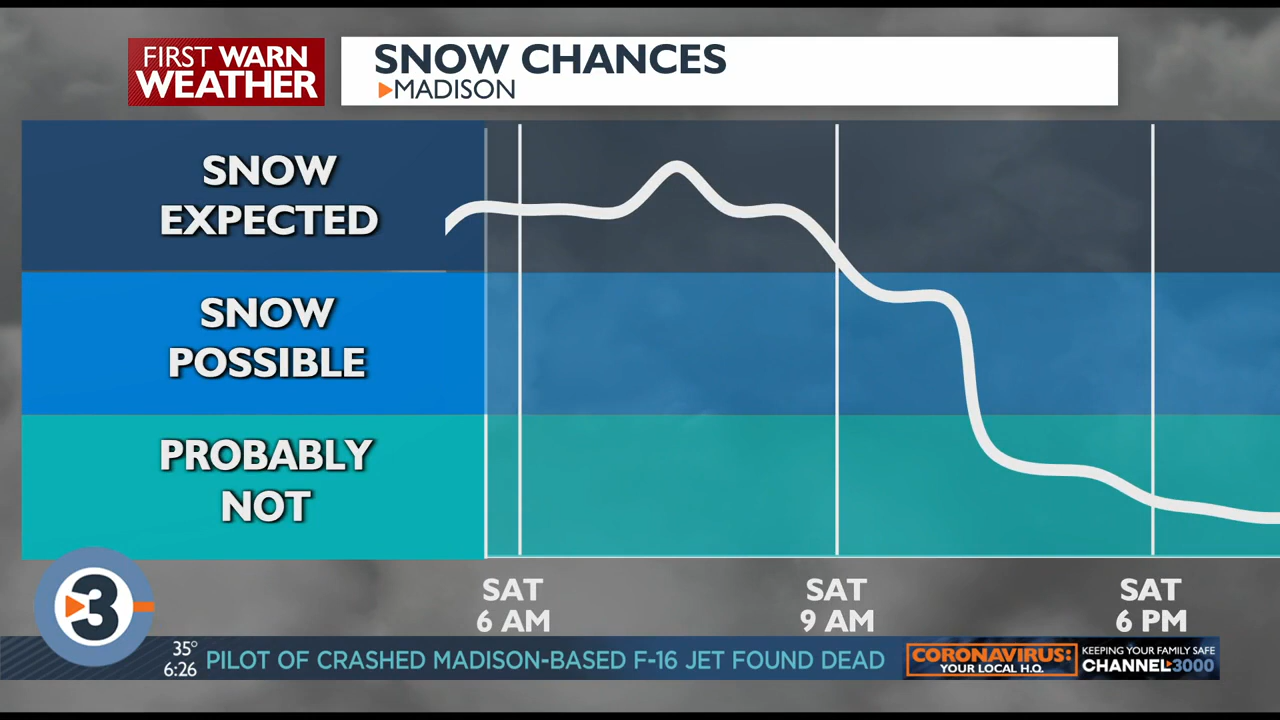 FIRST WARN
WEATHER
SNOW CHANCES
MADISON
SNOW
EXPECTED
SNOW
POSSIBLE
PROBABLY
NOT
SAT
6 AM
SAT
9 AM
SAT
6 PM
3
35°
6:26
PILOT OF CRASHED MADISON-BASED F-16 JET FOUND DEAD
CORONAVIRUS:
YOUR LOCAL H.Q.
KEEPING YOUR FAMILY SAFE
CHANNEL3000